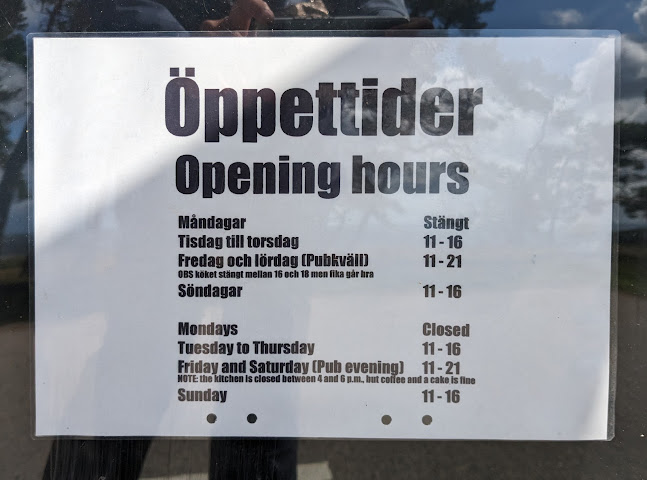 Öppettider
Opening hours
Måndagar Stängt
Tisdag till torsdag 11 - 16
Fredag och lördag (Pubkväll) 11 - 21
OBS köket stängt mellan 16 och 18 men fika går bra
Söndagar 11 - 16
Mondays Closed
Tuesday to Thursday 11 - 16
Friday and Saturday (Pub evening) 11 - 21
NOTE: the kitchen is closed between 4 and 6 p.m., but coffee and a cake is fine
Sunday 11 - 16